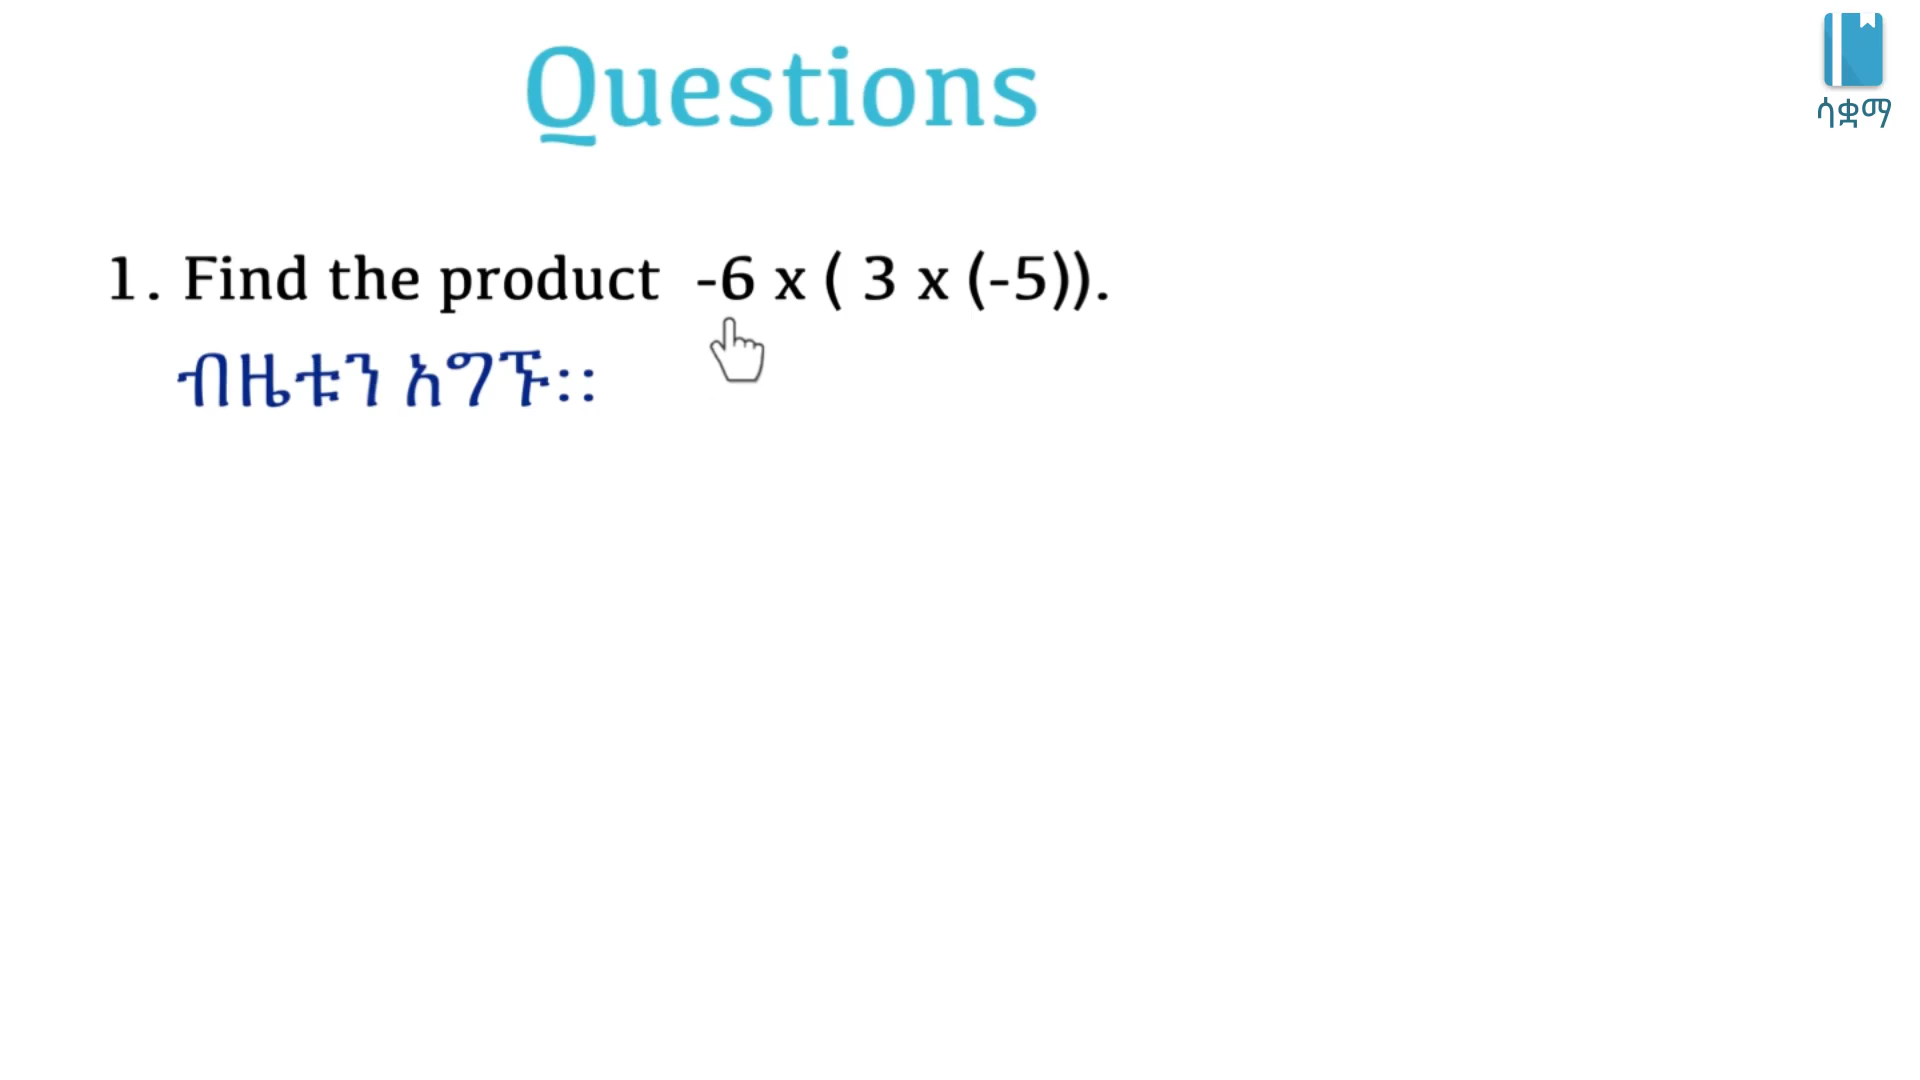 Questions
ሳቋማ
1. Find the product -6 x ( 3 x (-5)).
ብዜቱን አግኙ፡፡